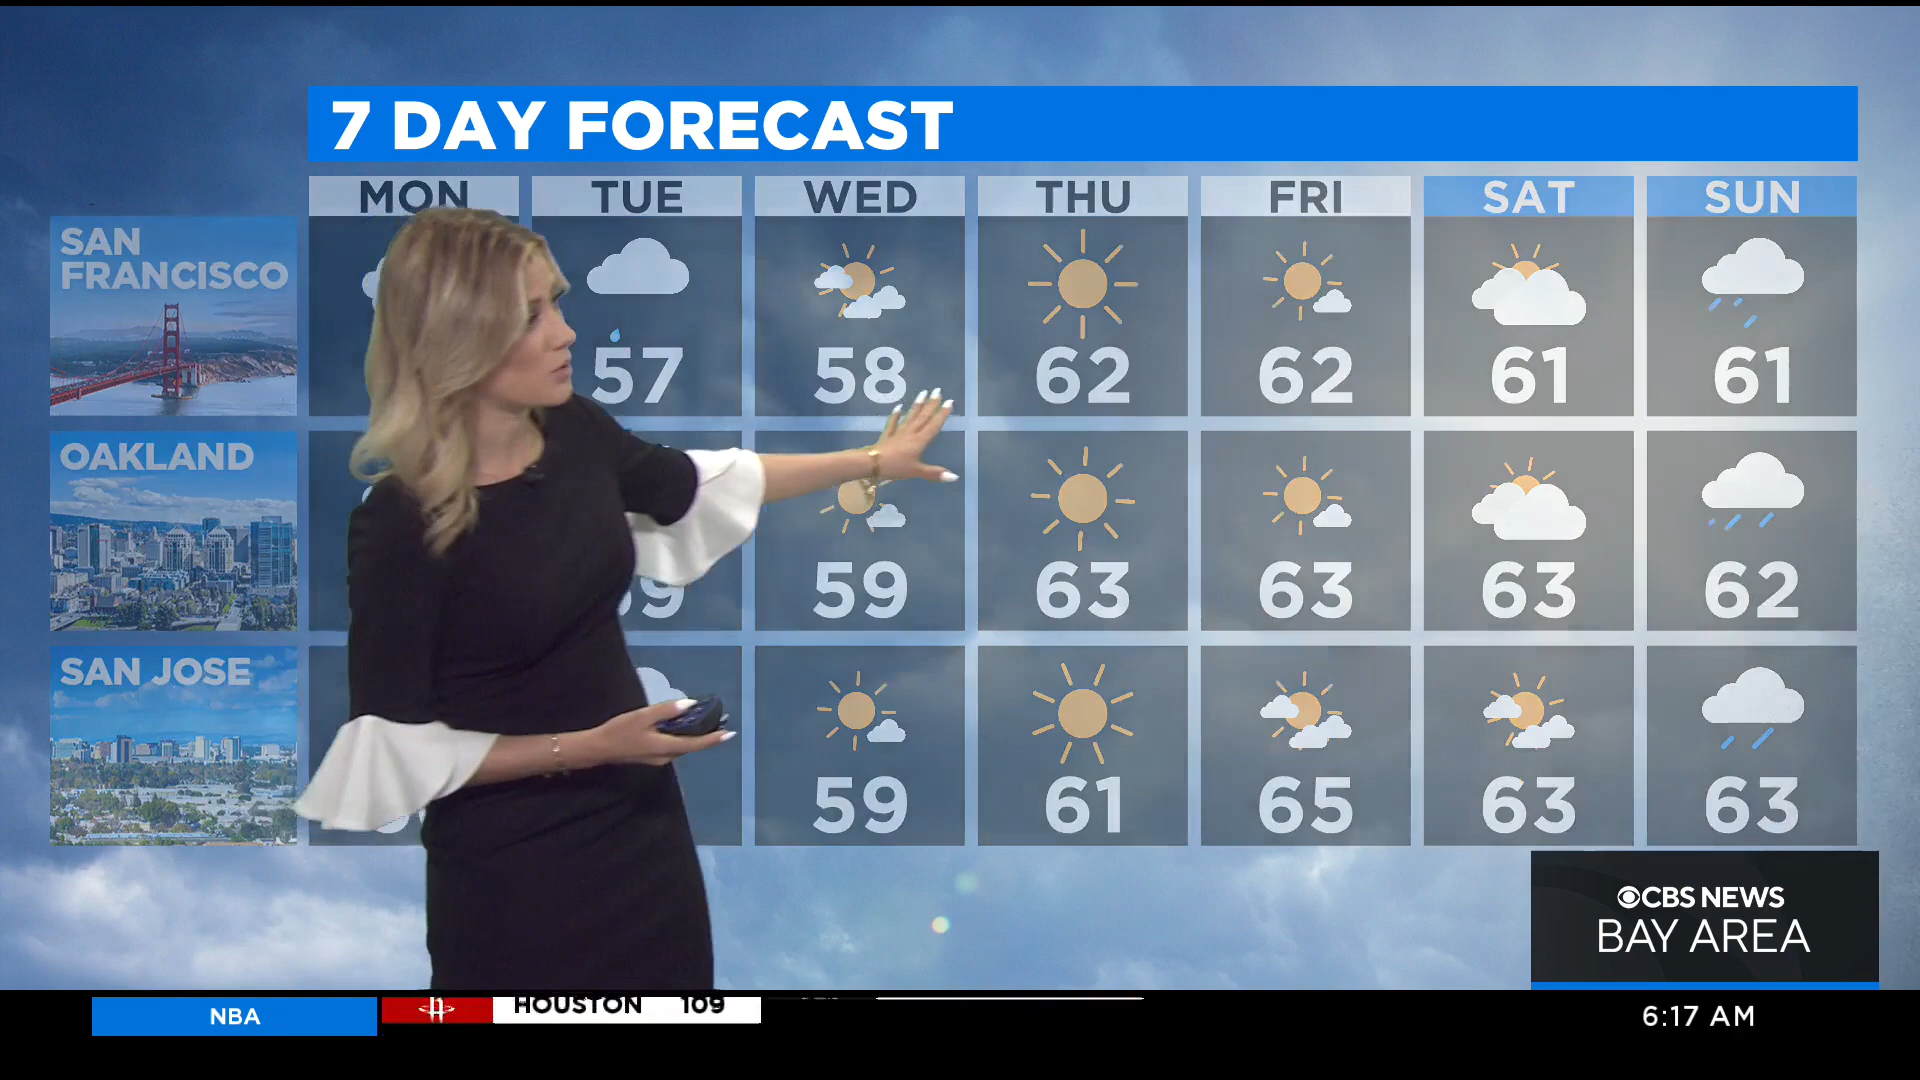 7 DAY FORECAST
MON TUE WED THU FRI SAT SUN
SAN
FRANCISCO
57 58 62 62 61 61
OAKLAND
59 63 63 63 62
SAN JOSE
59 61 65 63 63
CBS NEWS
BAY AREA
NBA
HOUSTON 109
6:17 AM